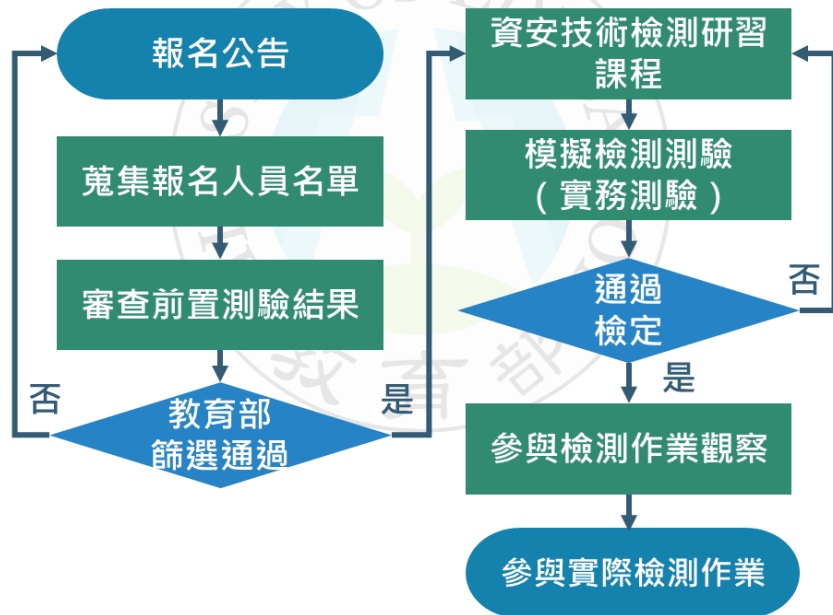 報名公告
蒐集報名人員名單
審查前置測驗結果
教育部
篩選通過
否
是
資安技術檢測研習
課程
模擬檢測測驗
(實務測驗)
通過
檢定
否
是
參與檢測作業觀察
參與實際檢測作業
教育部